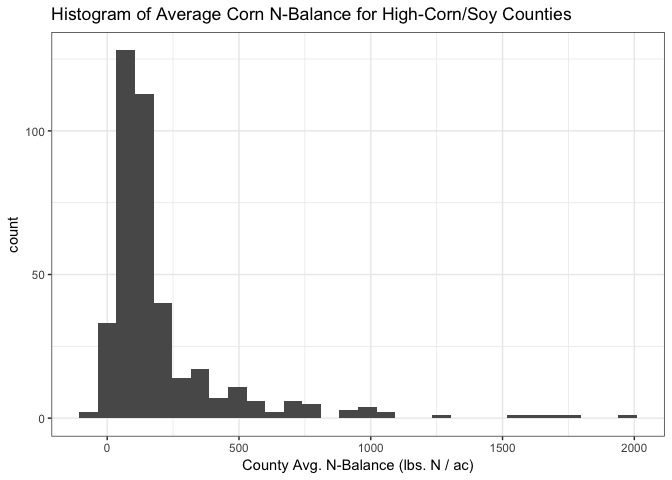 Histogram of Average Corn N-Balance for High-Corn/Soy Counties
100
50
0
count
0 500 1000 1500 2000
County Avg. N-Balance (lbs. N / ac)